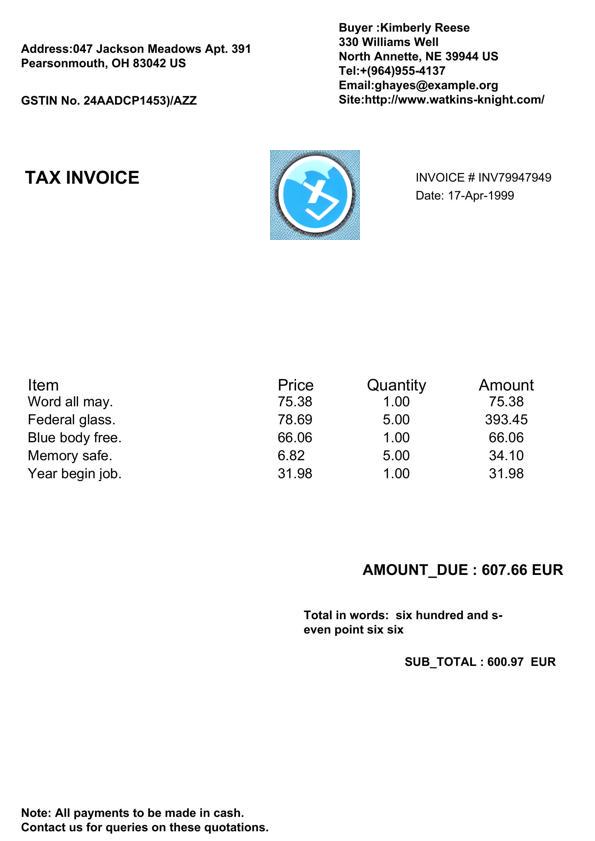 Address:047 Jackson Meadows Apt. 391
Pearsonmouth, OH 83042 US
GSTIN No. 24AADCP1453)/AZZ
Buyer :Kimberly Reese
330 Williams Well
North Annette, NE 39944 US
Tel:+(964)955-4137
Email:ghayes@example.org
Site:http://www.watkins-knight.com/
TAX INVOICE
INVOICE # INV79947949
Date: 17-Apr-1999
Item Price Quantity Amount
Word all may. 75.38 1.00 75.38
Federal glass. 78.69 5.00 393.45
Blue body free. 66.06 1.00 66.06
Memory safe. 6.82 5.00 34.10
Year begin job. 31.98 1.00 31.98
AMOUNT_DUE : 607.66 EUR
Total in words:  six hundred and s-
even point six six
SUB_TOTAL : 600.97  EUR
Note: All payments to be made in cash.
Contact us for queries on these quotations.